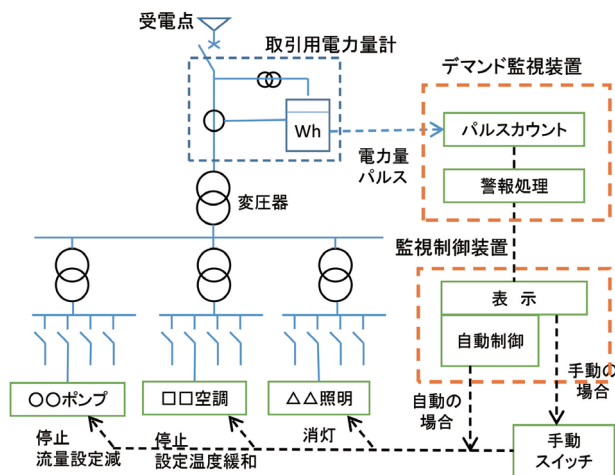 受電点
取引用電力量計
Wh
電力量
パルス
デマンド監視装置
パルスカウント
警報処理
変圧器
監視制御装置
表 示
自動制御
自動の
場合
手動の
場合
手動
スイッチ
〇〇ポンプ
□□空調
△△照明
停止
流量設定減
停止
設定温度緩和
消灯